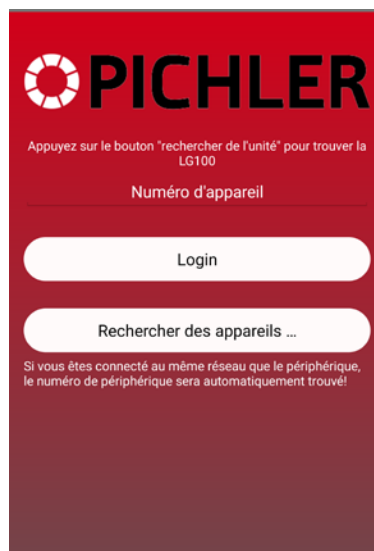 PICHLER
Appuyez sur le bouton "rechercher de l'unité" pour trouver la
LG100
Numéro d'appareil
Login
Rechercher des appareils ...
Si vous êtes connecté au même réseau que le périphérique,
le numéro de périphérique sera automatiquement trouvé!